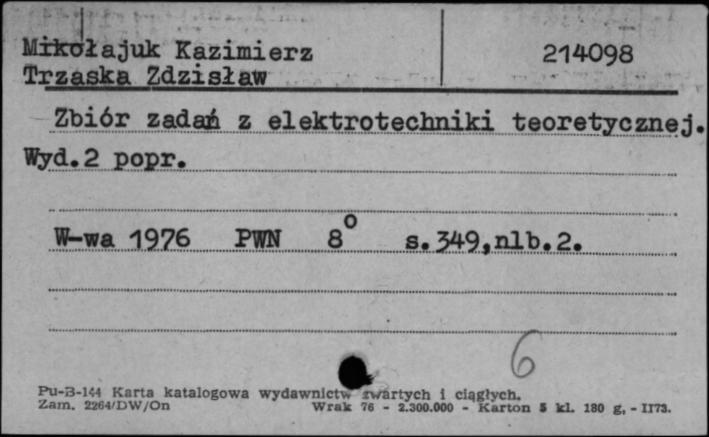 Mikołajuk Kazimierz 214098
Trzaska Zdzisław
Zbiór zadań z elektrotechniki teoretycznej.
Wyd.2 popr.
W-wa 1976 PWN 8° s.349,nlb.2.
6
Pu-B-144 Karta katalogowa wydawnictw zwartych i ciągłych.
Zam. 2264/DW/On Wrak 76 - 2.300.000 - Karton 5 kl. 180 g. - II73.